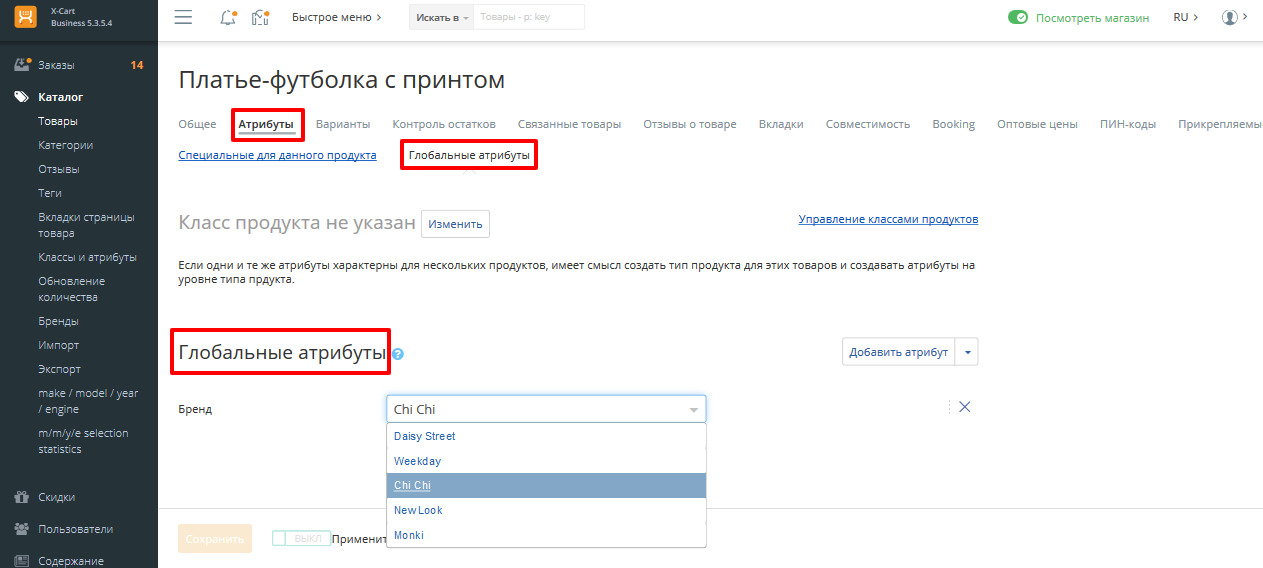 X-Cart
Business 5.3.5.4
Быстрое меню
Искать в
Товары - p: key
Посмотреть магазин
RU
Заказы
14
Каталог
Товары
Категории
Отзывы
Теги
Вкладки страницы
товара
Классы и атрибуты
Обновление
количества
Бренды
Импорт
Экспорт
make / model / year
/ engine
m/m/y/e selection
statistics
Скидки
Пользователи
Содержание
Платье-футболка с принтом
Общее
Атрибуты
Варианты
Контроль остатков
Связанные товары
Отзывы о товаре
Вкладки
Совместимость
Booking
Оптовые цены
ПИН-коды
Прикрепляемы
Специальные для данного продукта
Глобальные атрибуты
Класс продукта не указан
Изменить
Управление классами продуктов
Если одни и те же атрибуты характерны для нескольких продуктов, имеет смысл создать тип продукта для этих товаров и создавать атрибуты на
уровне типа прдукта.
Глобальные атрибуты
?
Добавить атрибут
Бренд
Chi Chi
Daisy Street
Weekday
Chi Chi
New Look
Monki
Сохранить
ВЫКЛ
Применит